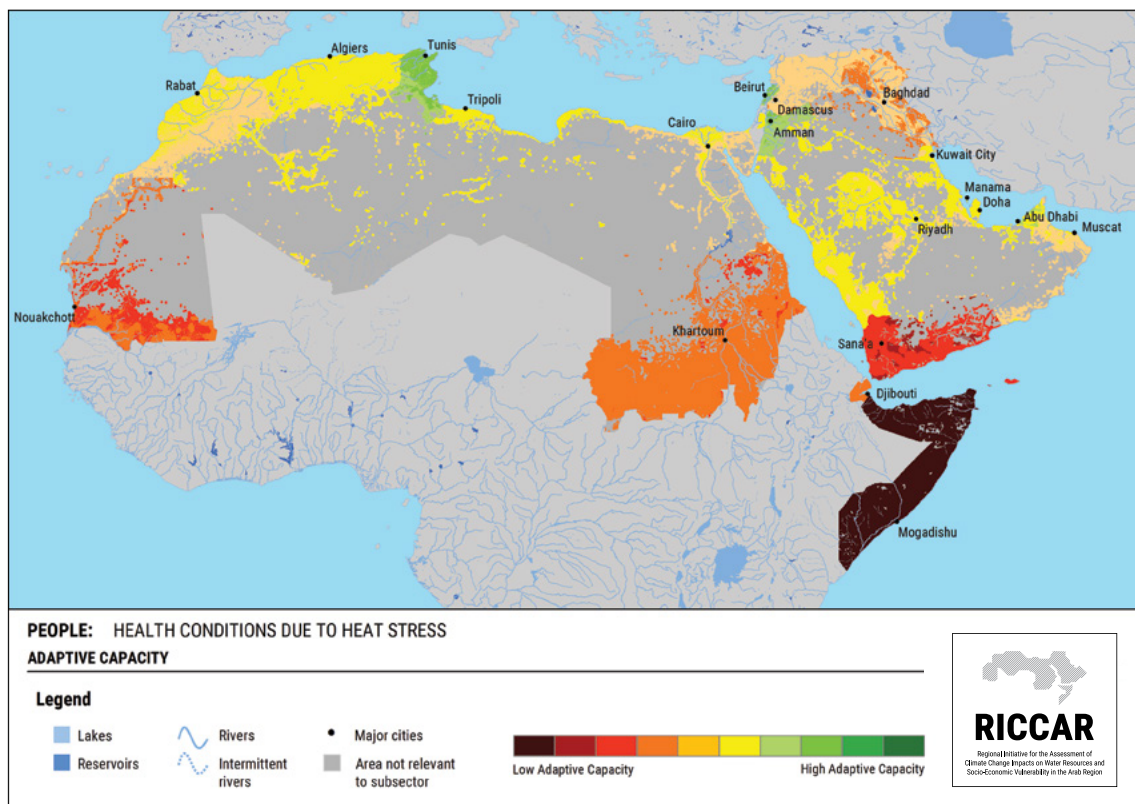 Algiers
Tunis
Rabat
Tripoli
Beirut
Damascus
Baghdad
Cairo
Amman
Kuwait City
Manama
Doha
Abu Dhabi
Riyadh
Muscat
Nouakchott
Khartoum
Sana'a
Djibouti
Mogadishu
PEOPLE: HEALTH CONDITIONS DUE TO HEAT STRESS
ADAPTIVE CAPACITY
Legend
Lakes
Reservoirs
Rivers
Intermittent
rivers
Major cities
Area not relevant
to subsector
Low Adaptive Capacity
High Adaptive Capacity
RICCAR
Regional Initiative for the Assessment of
Climate Change Impacts on Water Resources and
Socio-Economic Vulnerability in the Arab Region